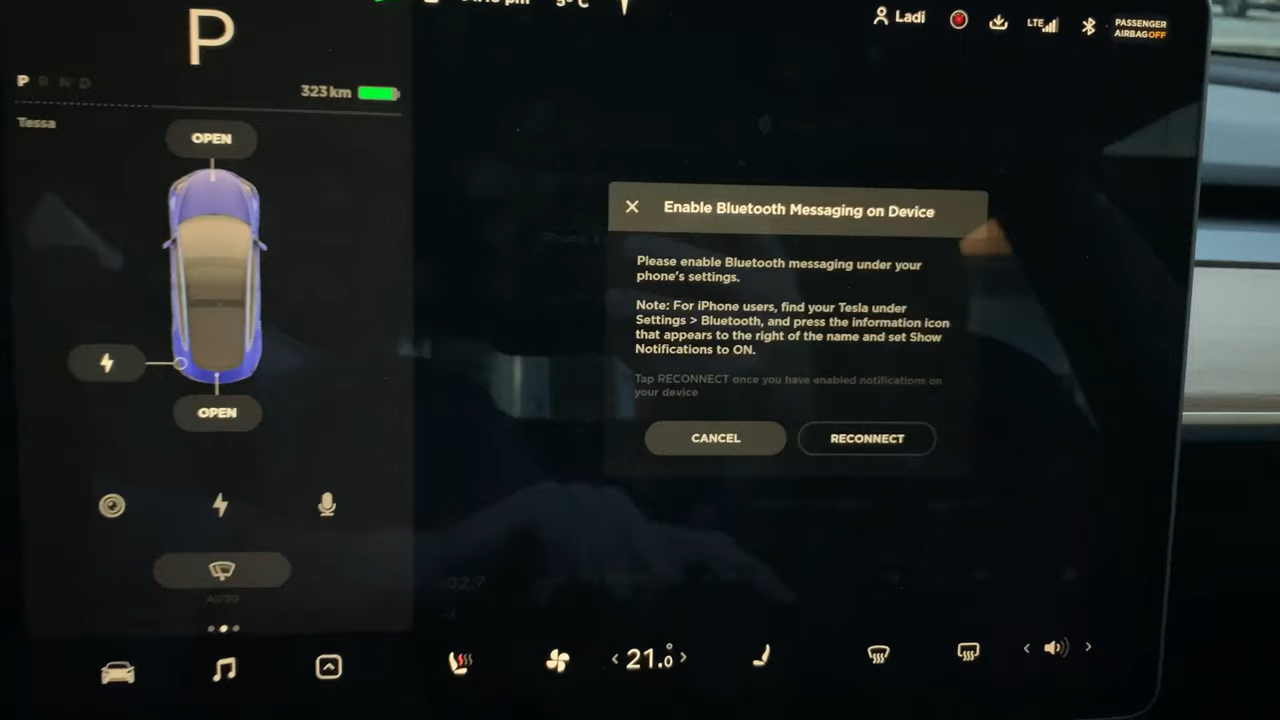 P
5°C
Ladi
LTE
PASSENGER
AIRBAG OFF
P R N D
323 km
Tessa
OPEN
OPEN
Enable Bluetooth Messaging on Device
Please enable Bluetooth messaging under your
phone's settings.
Note: For iPhone users, find your Tesla under
Settings > Bluetooth, and press the information icon
that appears to the right of the name and set Show
Notifications to ON.
Tap RECONNECT once you have enabled notifications on
your device
CANCEL
RECONNECT
AUTO
21.0°